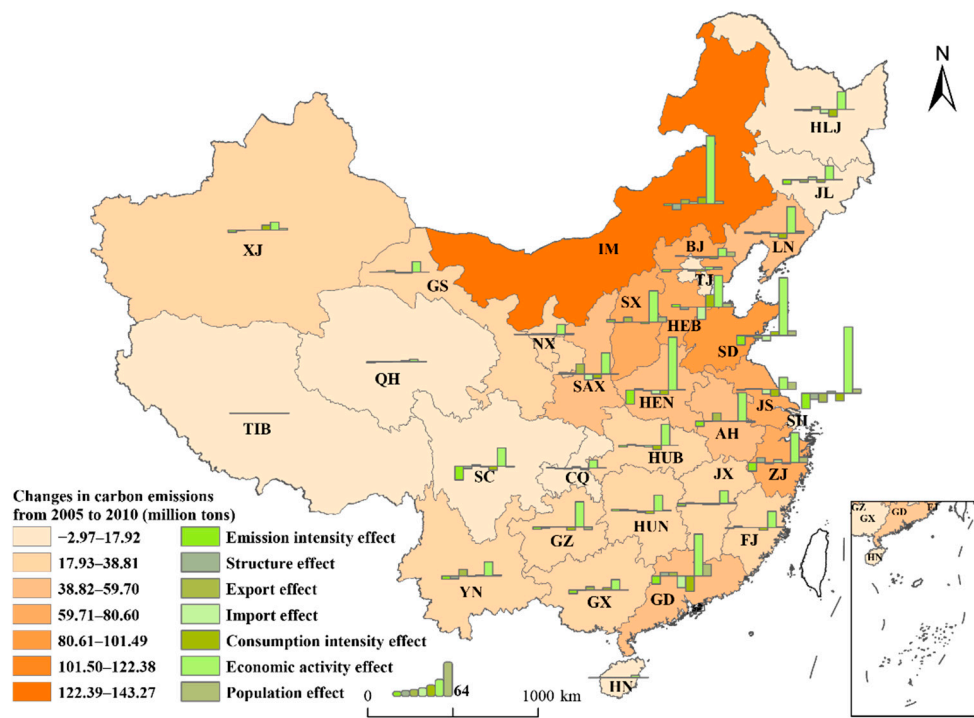 N
HLJ
JL
LN
IM
BJ
XJ
TJ
GS
SX
HEB
NX
SD
QH
SAX
HEN
JS
SH
TIB
AH
HUB
SC
CQ
JX
ZJ
HUN
GZ
FJ
YN
GX
GD
HN
Changes in carbon emissions
from 2005 to 2010 (million tons)
−2.97–17.92 Emission intensity effect
17.93–38.81 Structure effect
38.82–59.70 Export effect
59.71–80.60 Import effect
80.61–101.49 Consumption intensity effect
101.50–122.38 Economic activity effect
122.39–143.27 Population effect
64
0 1000 km
GZ
GX
GD
FJ
HN